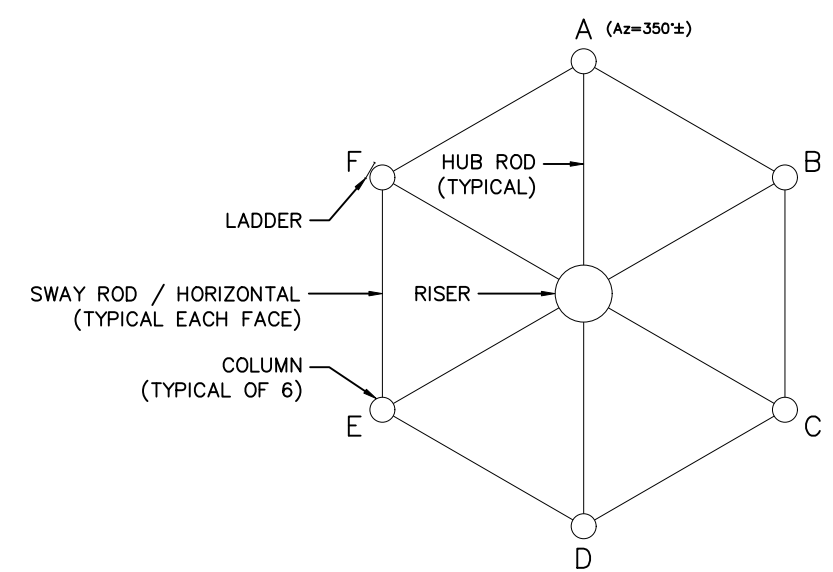 A (Az=350°±)
F
B
HUB ROD
(TYPICAL)
LADDER
SWAY ROD / HORIZONTAL
(TYPICAL EACH FACE)
RISER
COLUMN
(TYPICAL OF 6)
E
C
D